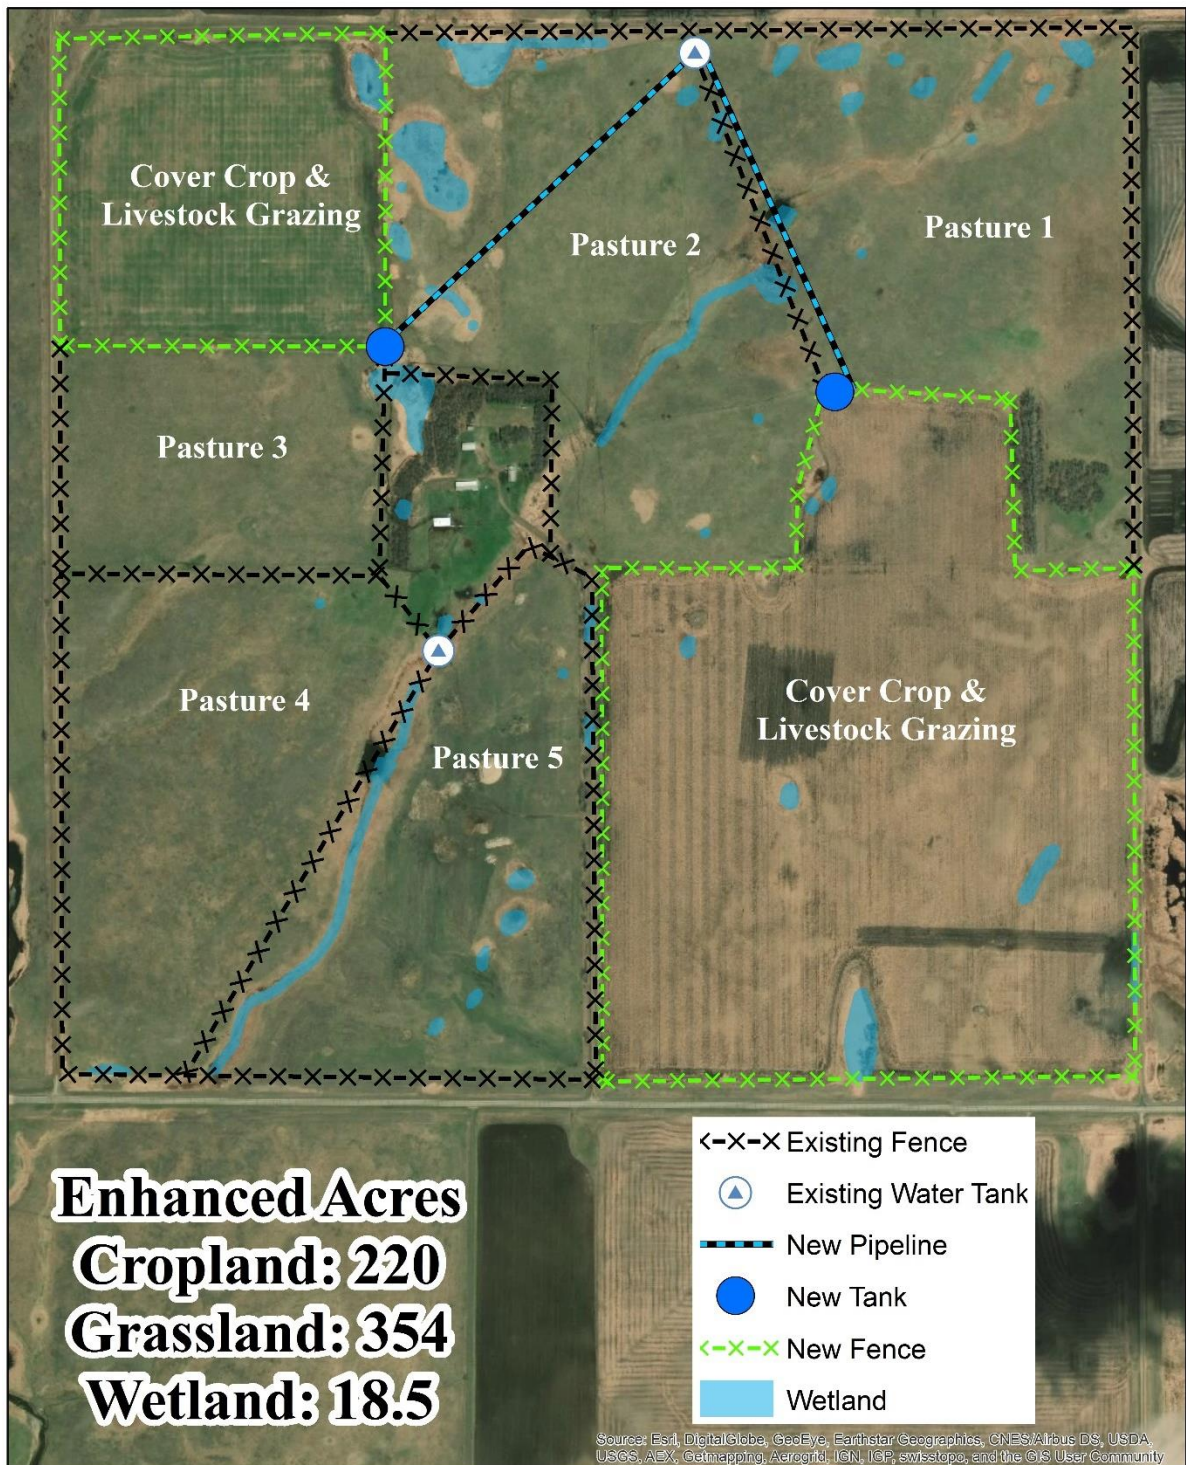 Cover Crop &
Livestock Grazing
Pasture 2
Pasture 1
Pasture 3
Pasture 4
Pasture 5
Cover Crop &
Livestock Grazing
Enhanced Acres
Cropland: 220
Grassland: 354
Wetland: 18.5
Existing Fence
Existing Water Tank
New Pipeline
New Tank
New Fence
Wetland
Source: Esri, DigitalGlobe, GeoEye, Earthstar Geographics, CNES/Airbus DS, USDA,
USGS, AEX, Getmapping, Aerogrid, IGN, IGP, swisstopo, and the GIS User Community